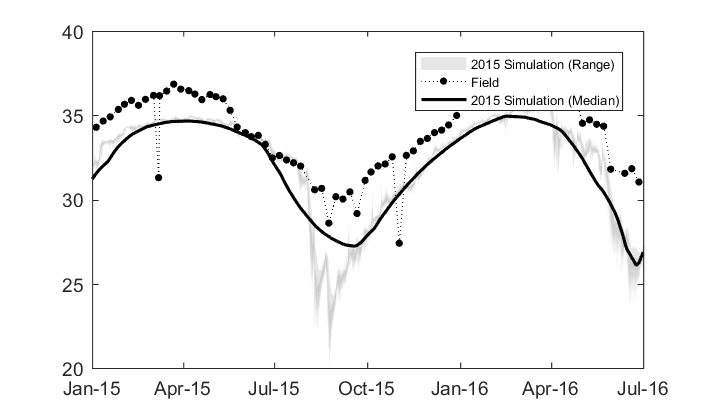 40
35
30
25
20
Jan-15 Apr-15 Jul-15 Oct-15 Jan-16 Apr-16 Jul-16
2015 Simulation (Range)
Field
2015 Simulation (Median)